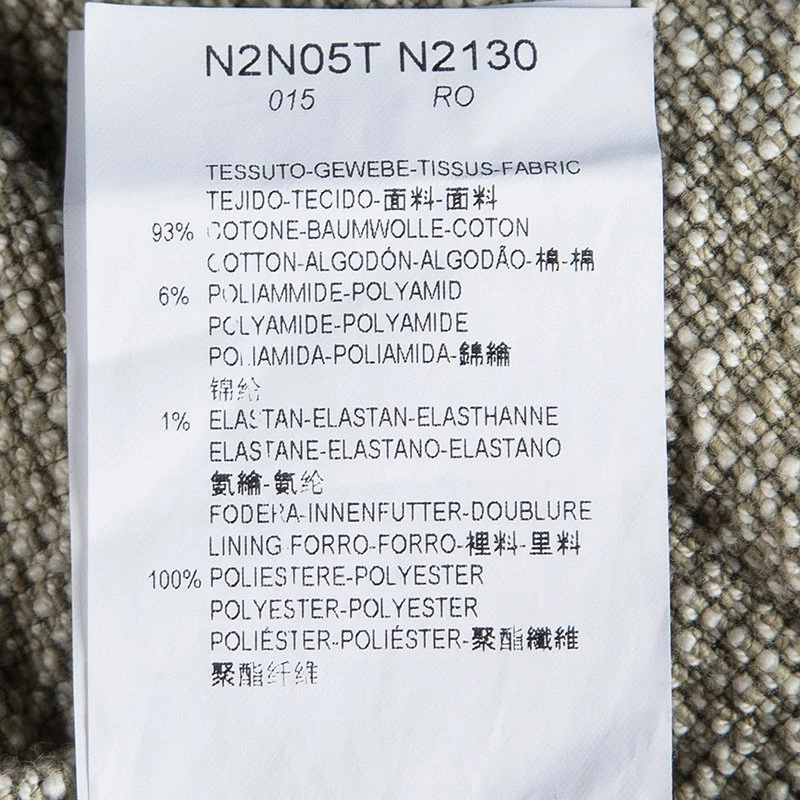 N2N05T N2130
015 RO
TESSUTO-GEWEBE-TISSUS-FABRIC
TEJIDO-TECIDO-面料-面料
93% COTONE-BAUMWOLLE-COTON
COTTON-ALGODÓN-ALGODÃO-棉-棉
6% POLIAMMIDE-POLYAMID
POLYAMIDE-POLYAMIDE
POLIAMIDA-POLIAMIDA-錦綸
锦纶
1% ELASTAN-ELASTAN-ELASTHANNE
ELASTANE-ELASTANO-ELASTANO
氨綸-氨纶
FODERA-INNENFUTTER-DOUBLURE
LINING FORRO-FORRO-裡料-里料
100% POLIESTERE-POLYESTER
POLYESTER-POLYESTER
POLIÉSTER-POLIÉSTER-聚酯纖維
聚酯纤维